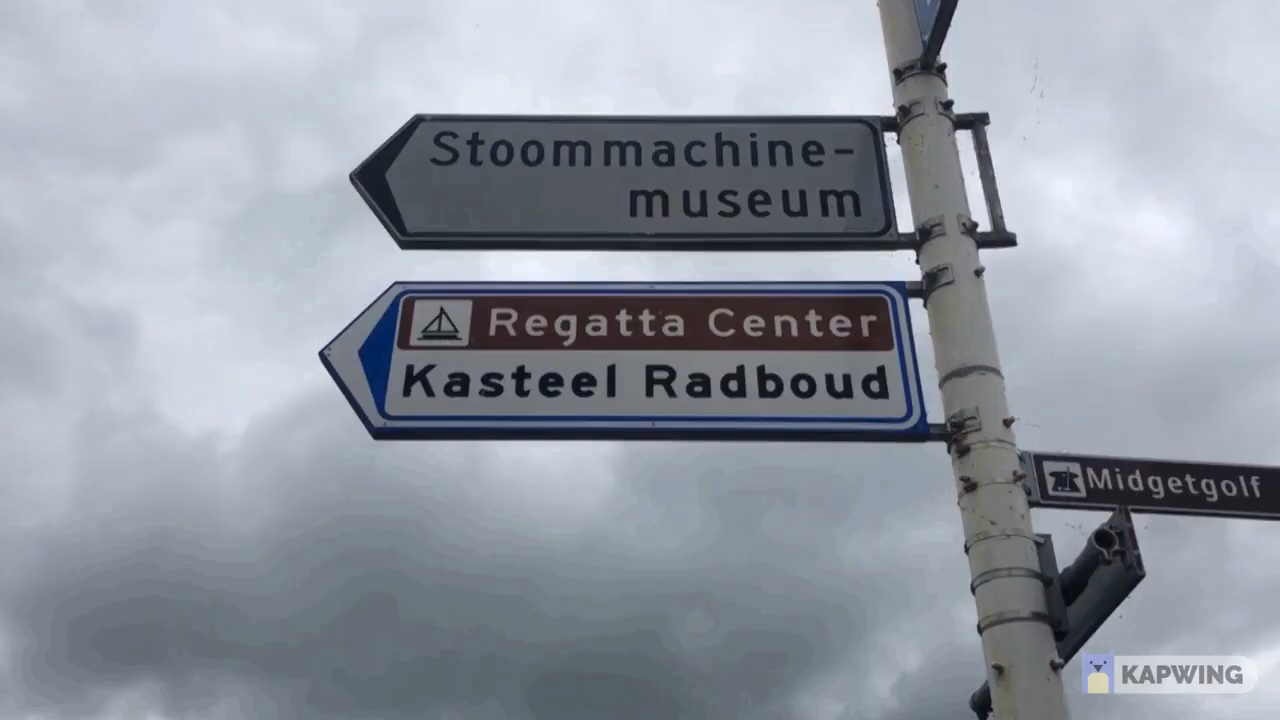 Stoommachine-
museum
Regatta Center
Kasteel Radboud
Midgetgolf
KAPWING